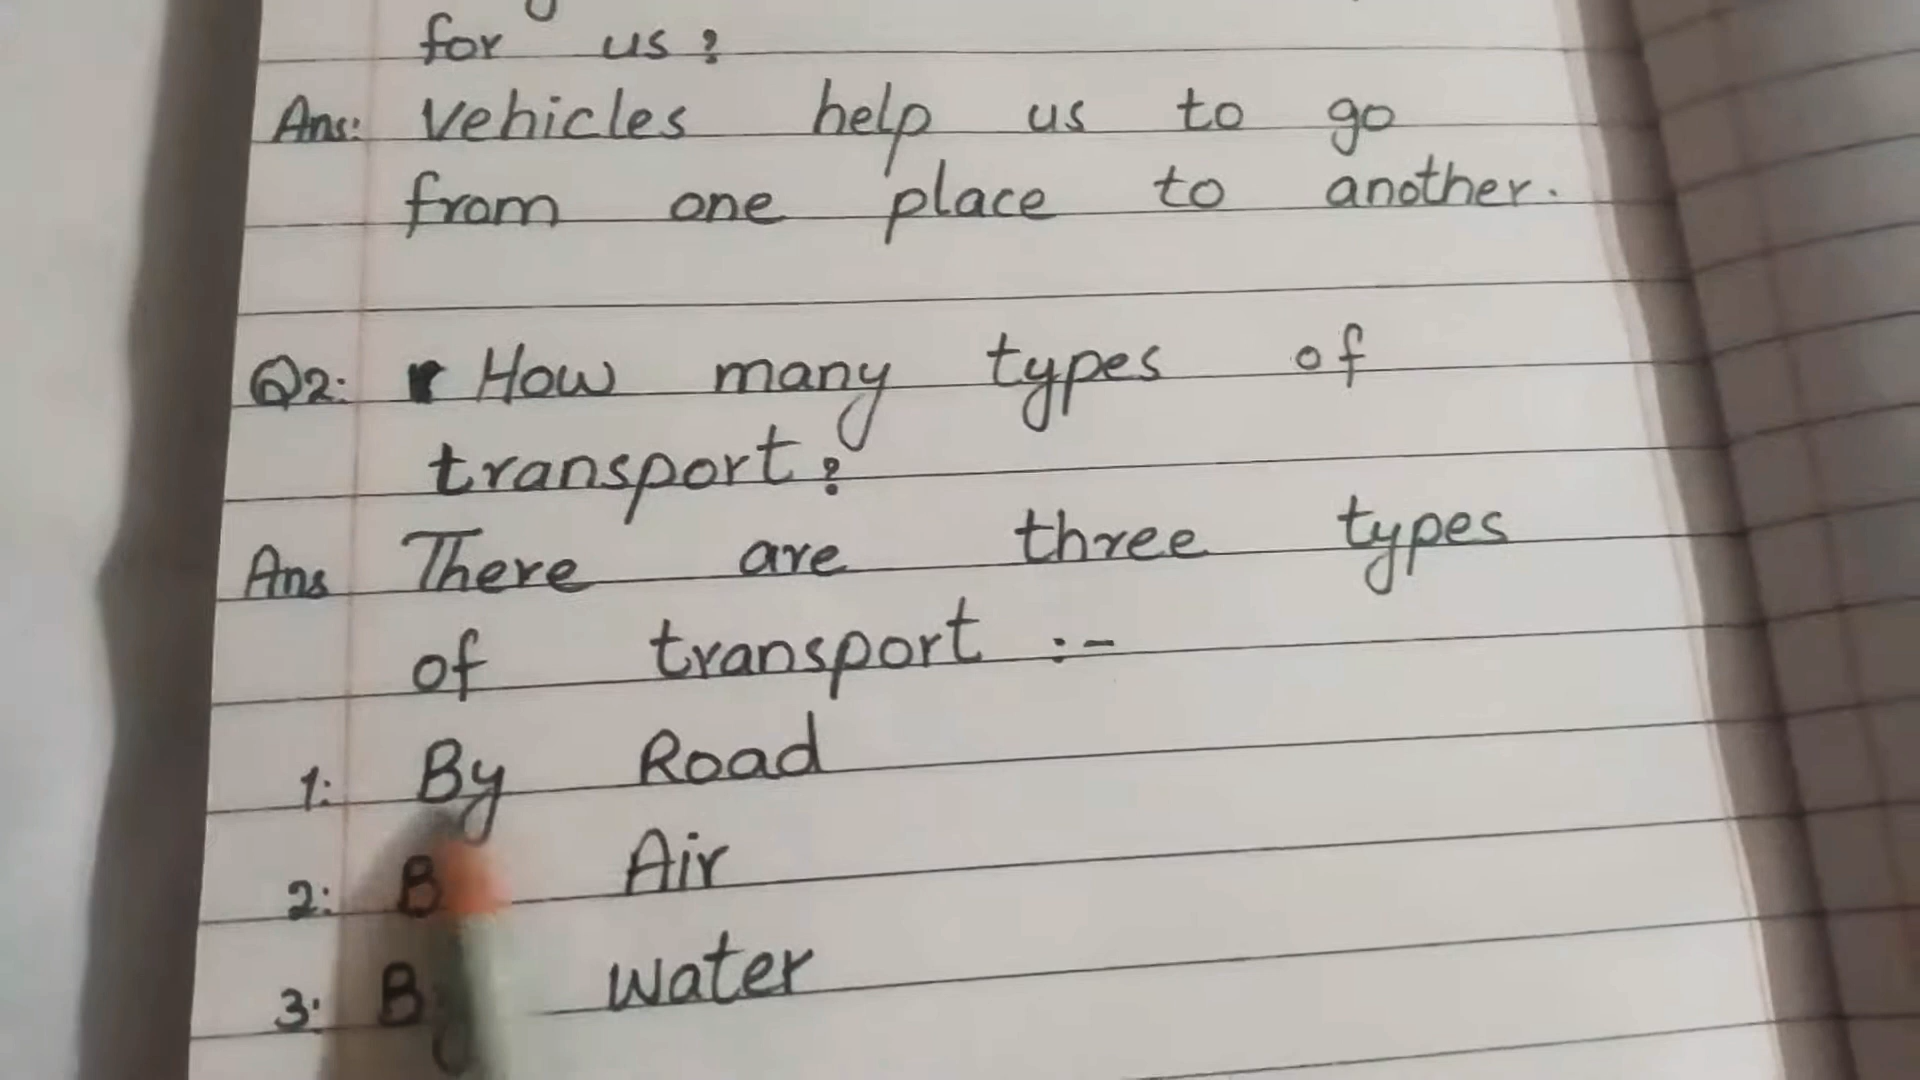 for us?
Ans: Vehicles help us to go
from one place to another.
Q2: How many types of
transport?
Ans There are three types
of transport :-
1: By Road
2: B Air
3: By water